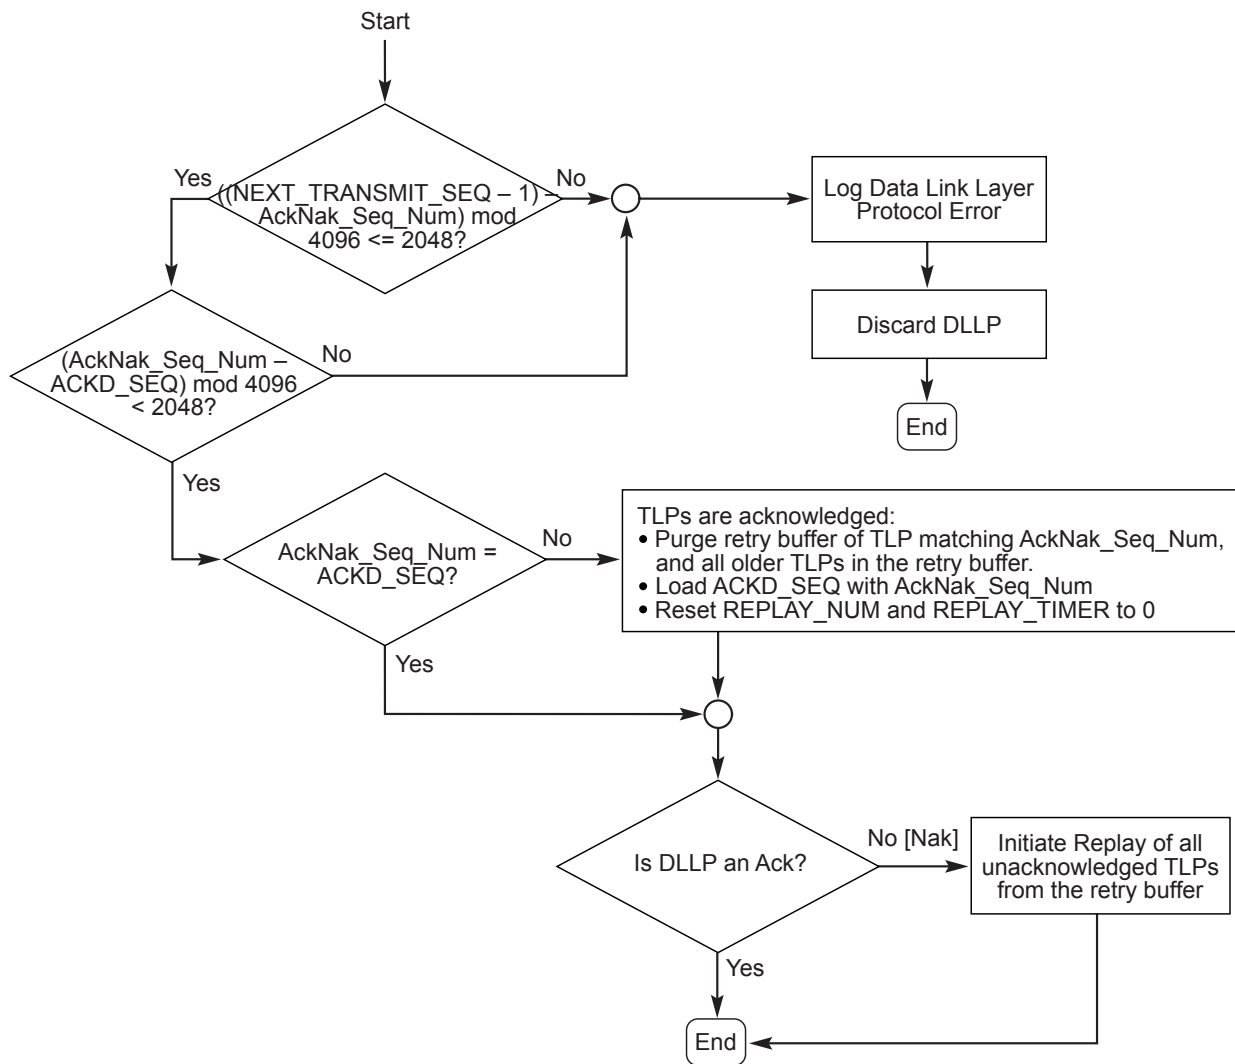 Start
Yes
((NEXT_TRANSMIT_SEQ – 1) –
AckNak_Seq_Num) mod
4096 <= 2048?
No
Log Data Link Layer
Protocol Error
Discard DLLP
End
(AckNak_Seq_Num –
ACKD_SEQ) mod 4096
< 2048?
No
Yes
AckNak_Seq_Num =
ACKD_SEQ?
No
Yes
TLPs are acknowledged:
• Purge retry buffer of TLP matching AckNak_Seq_Num,
and all older TLPs in the retry buffer.
• Load ACKD_SEQ with AckNak_Seq_Num
• Reset REPLAY_NUM and REPLAY_TIMER to 0
Is DLLP an Ack?
No [Nak]
Initiate Replay of all
unacknowledged TLPs
from the retry buffer
Yes
End